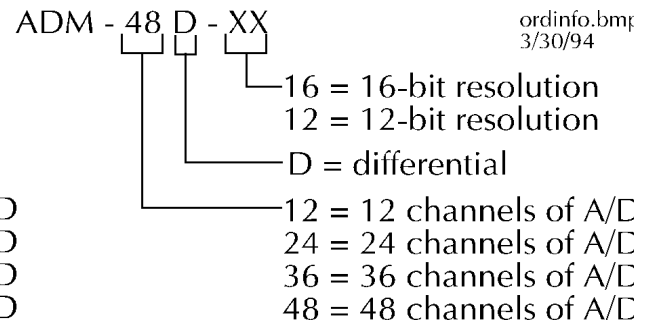 ADM - 48 D - XX
ordinfo.bmp
3/30/94
16 = 16-bit resolution
12 = 12-bit resolution
D = differential
12 = 12 channels of A/D
24 = 24 channels of A/D
36 = 36 channels of A/D
48 = 48 channels of A/D
D
D
D
D